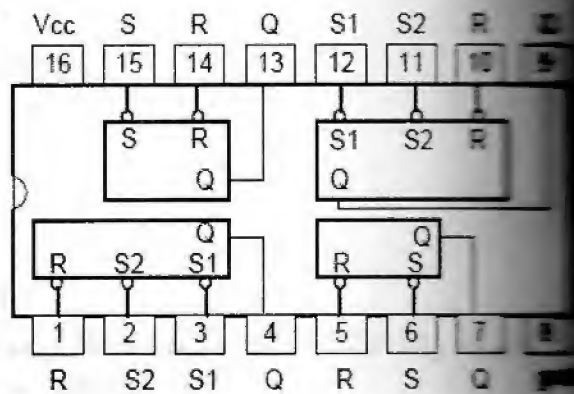 Vcc S R Q S1 S2 R
16 15 14 13 12 11 10
S R S1 S2 R
Q Q
Q Q
R S2 S1 R S
1 2 3 4 5 6 7
R S2 S1 Q R S Q